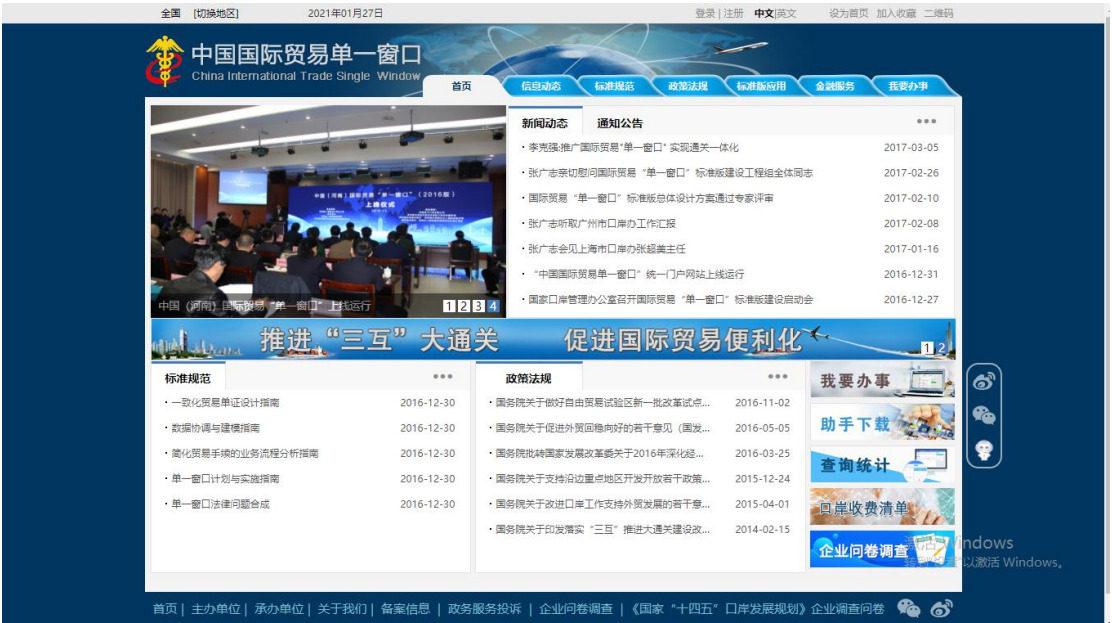 全国 [切换地区] 2021年01月27日 登录 | 注册 中文|英文 设为首页 加入收藏 二维码
中国国际贸易单一窗口
China International Trade Single Window
首页 信息动态 标准规范 政策法规 标准版应用 金融服务 我要办事
中国（河南）国际贸易“单一窗口”（2016版）
上线仪式
中国（河南）国际贸易“单一窗口”上线运行
1 2 3 4
新闻动态 通知公告
· 李克强:推广国际贸易"单一窗口" 实现通关一体化 2017-03-05
· 张广志亲切慰问国际贸易“单一窗口”标准版建设工程组全体同志 2017-02-26
· 国际贸易“单一窗口”标准版总体设计方案通过专家评审 2017-02-10
· 张广志听取广州市口岸办工作汇报 2017-02-08
· 张广志会见上海市口岸办张超美主任 2017-01-16
· “中国国际贸易单一窗口”统一门户网站上线运行 2016-12-31
· 国家口岸管理办公室召开国际贸易“单一窗口”标准版建设启动会 2016-12-27
推进“三互”大通关 促进国际贸易便利化
1 2
标准规范
· 一致化贸易单证设计指南 2016-12-30
· 数据协调与建模指南 2016-12-30
· 简化贸易手续的业务流程分析指南 2016-12-30
· 单一窗口计划与实施指南 2016-12-30
· 单一窗口法律问题合成 2016-12-30
政策法规
· 国务院关于做好自由贸易试验区新一批改革试点... 2016-11-02
· 国务院关于促进外贸回稳向好的若干意见（国发... 2016-05-05
· 国务院批转国家发展改革委关于2016年深化经... 2016-03-25
· 国务院关于支持沿边重点地区开发开放若干政策... 2015-12-24
· 国务院关于改进口岸工作支持外贸发展的若干意... 2015-04-01
· 国务院关于印发落实“三互”推进大通关建设改... 2014-02-15
我要办事
助手下载
查询统计
口岸收费清单
企业问卷调查
激活 Windows
以激活 Windows。
首页 | 主办单位 | 承办单位 | 关于我们 | 备案信息 | 政务服务投诉 | 企业问卷调查 | 《国家“十四五”口岸发展规划》企业调查问卷